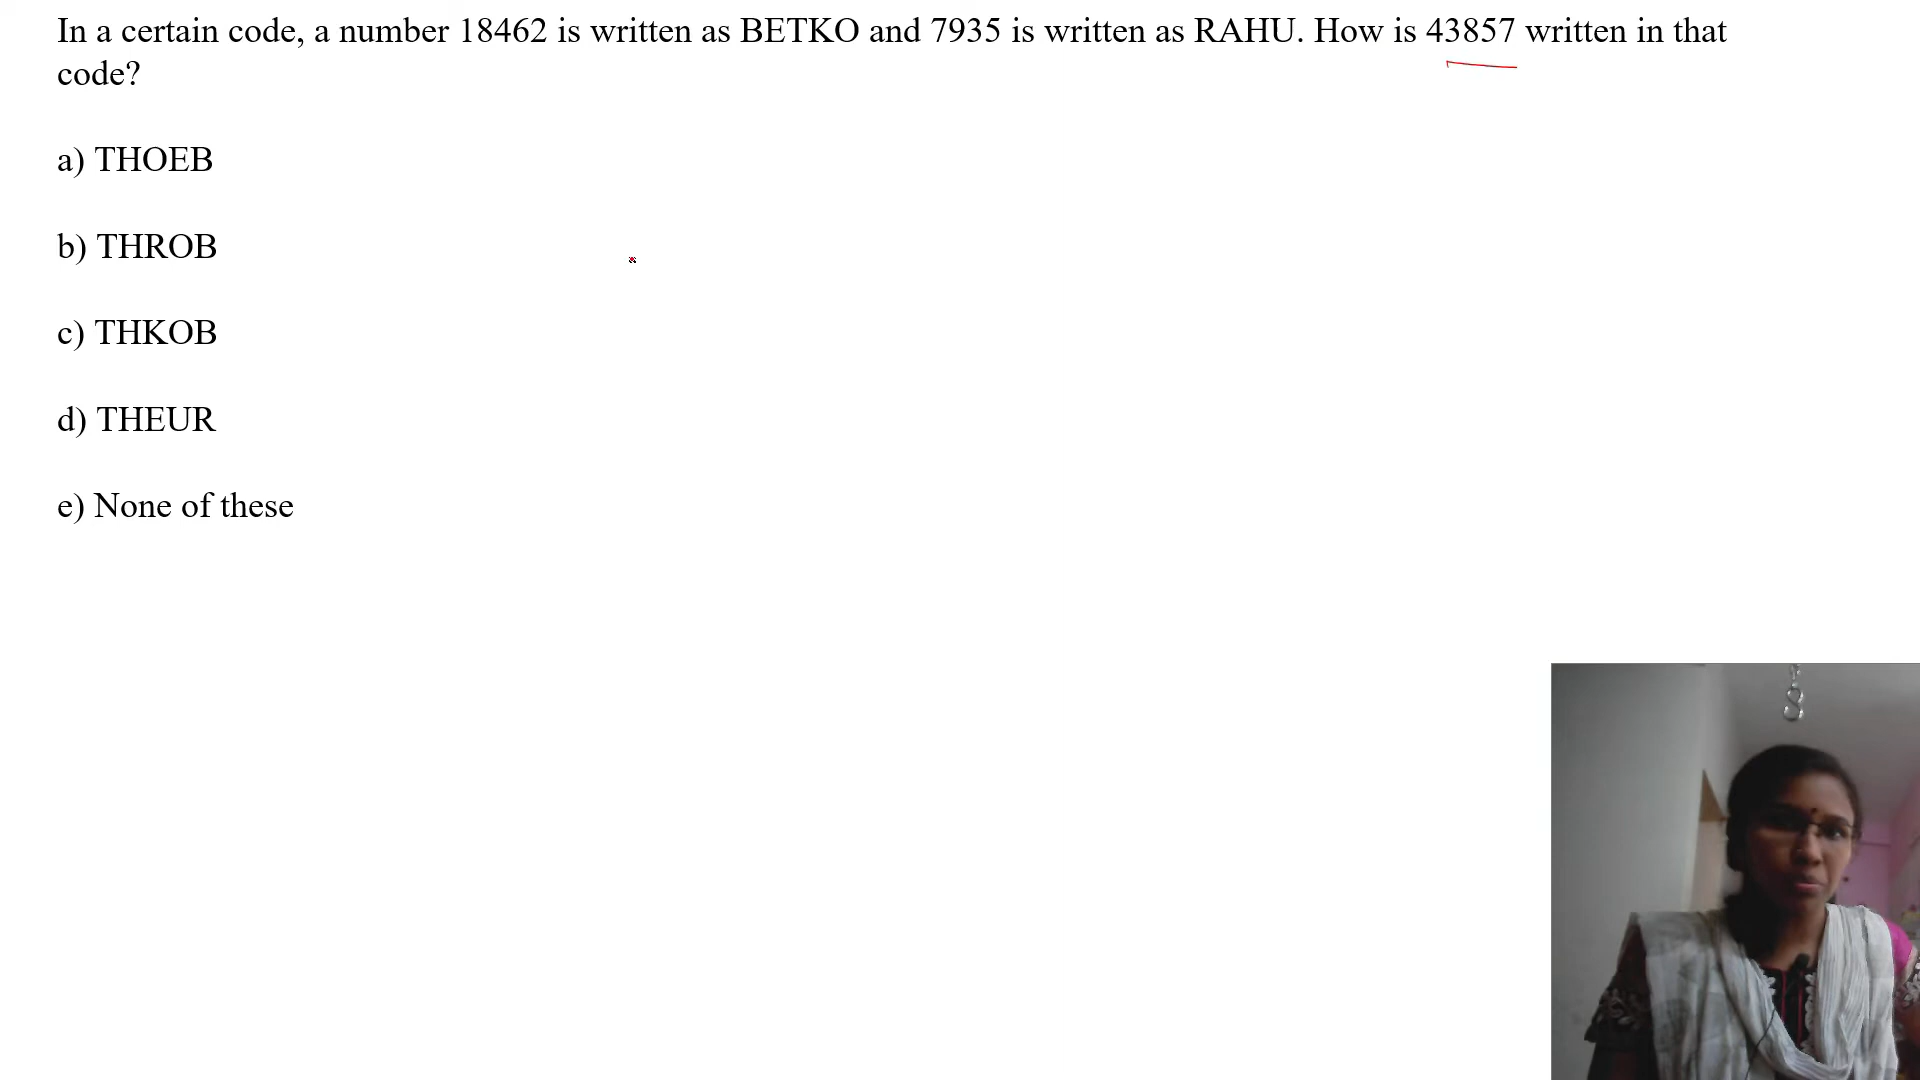 In a certain code, a number 18462 is written as BETKO and 7935 is written as RAHU. How is 43857 written in that
code?
a) THOEB
b) THROB
c) THKOB
d) THEUR
e) None of these